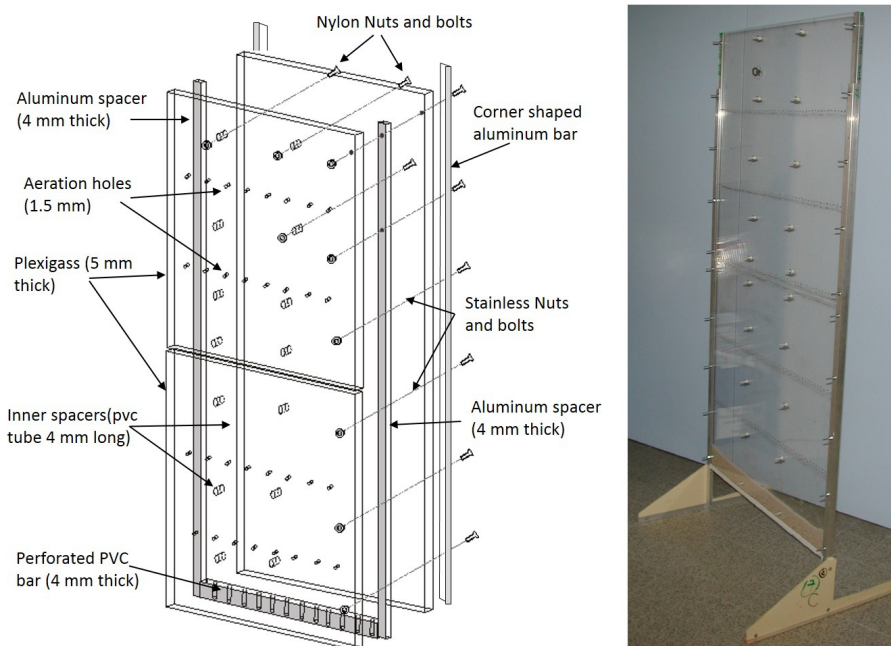 Nylon Nuts and bolts
Aluminum spacer
(4 mm thick)
Corner shaped
aluminum bar
Aeration holes
(1.5 mm)
Plexigass (5 mm
thick)
Stainless Nuts
and bolts
Inner spacers(pvc
tube 4 mm long)
Aluminum spacer
(4 mm thick)
Perforated PVC
bar (4 mm thick)